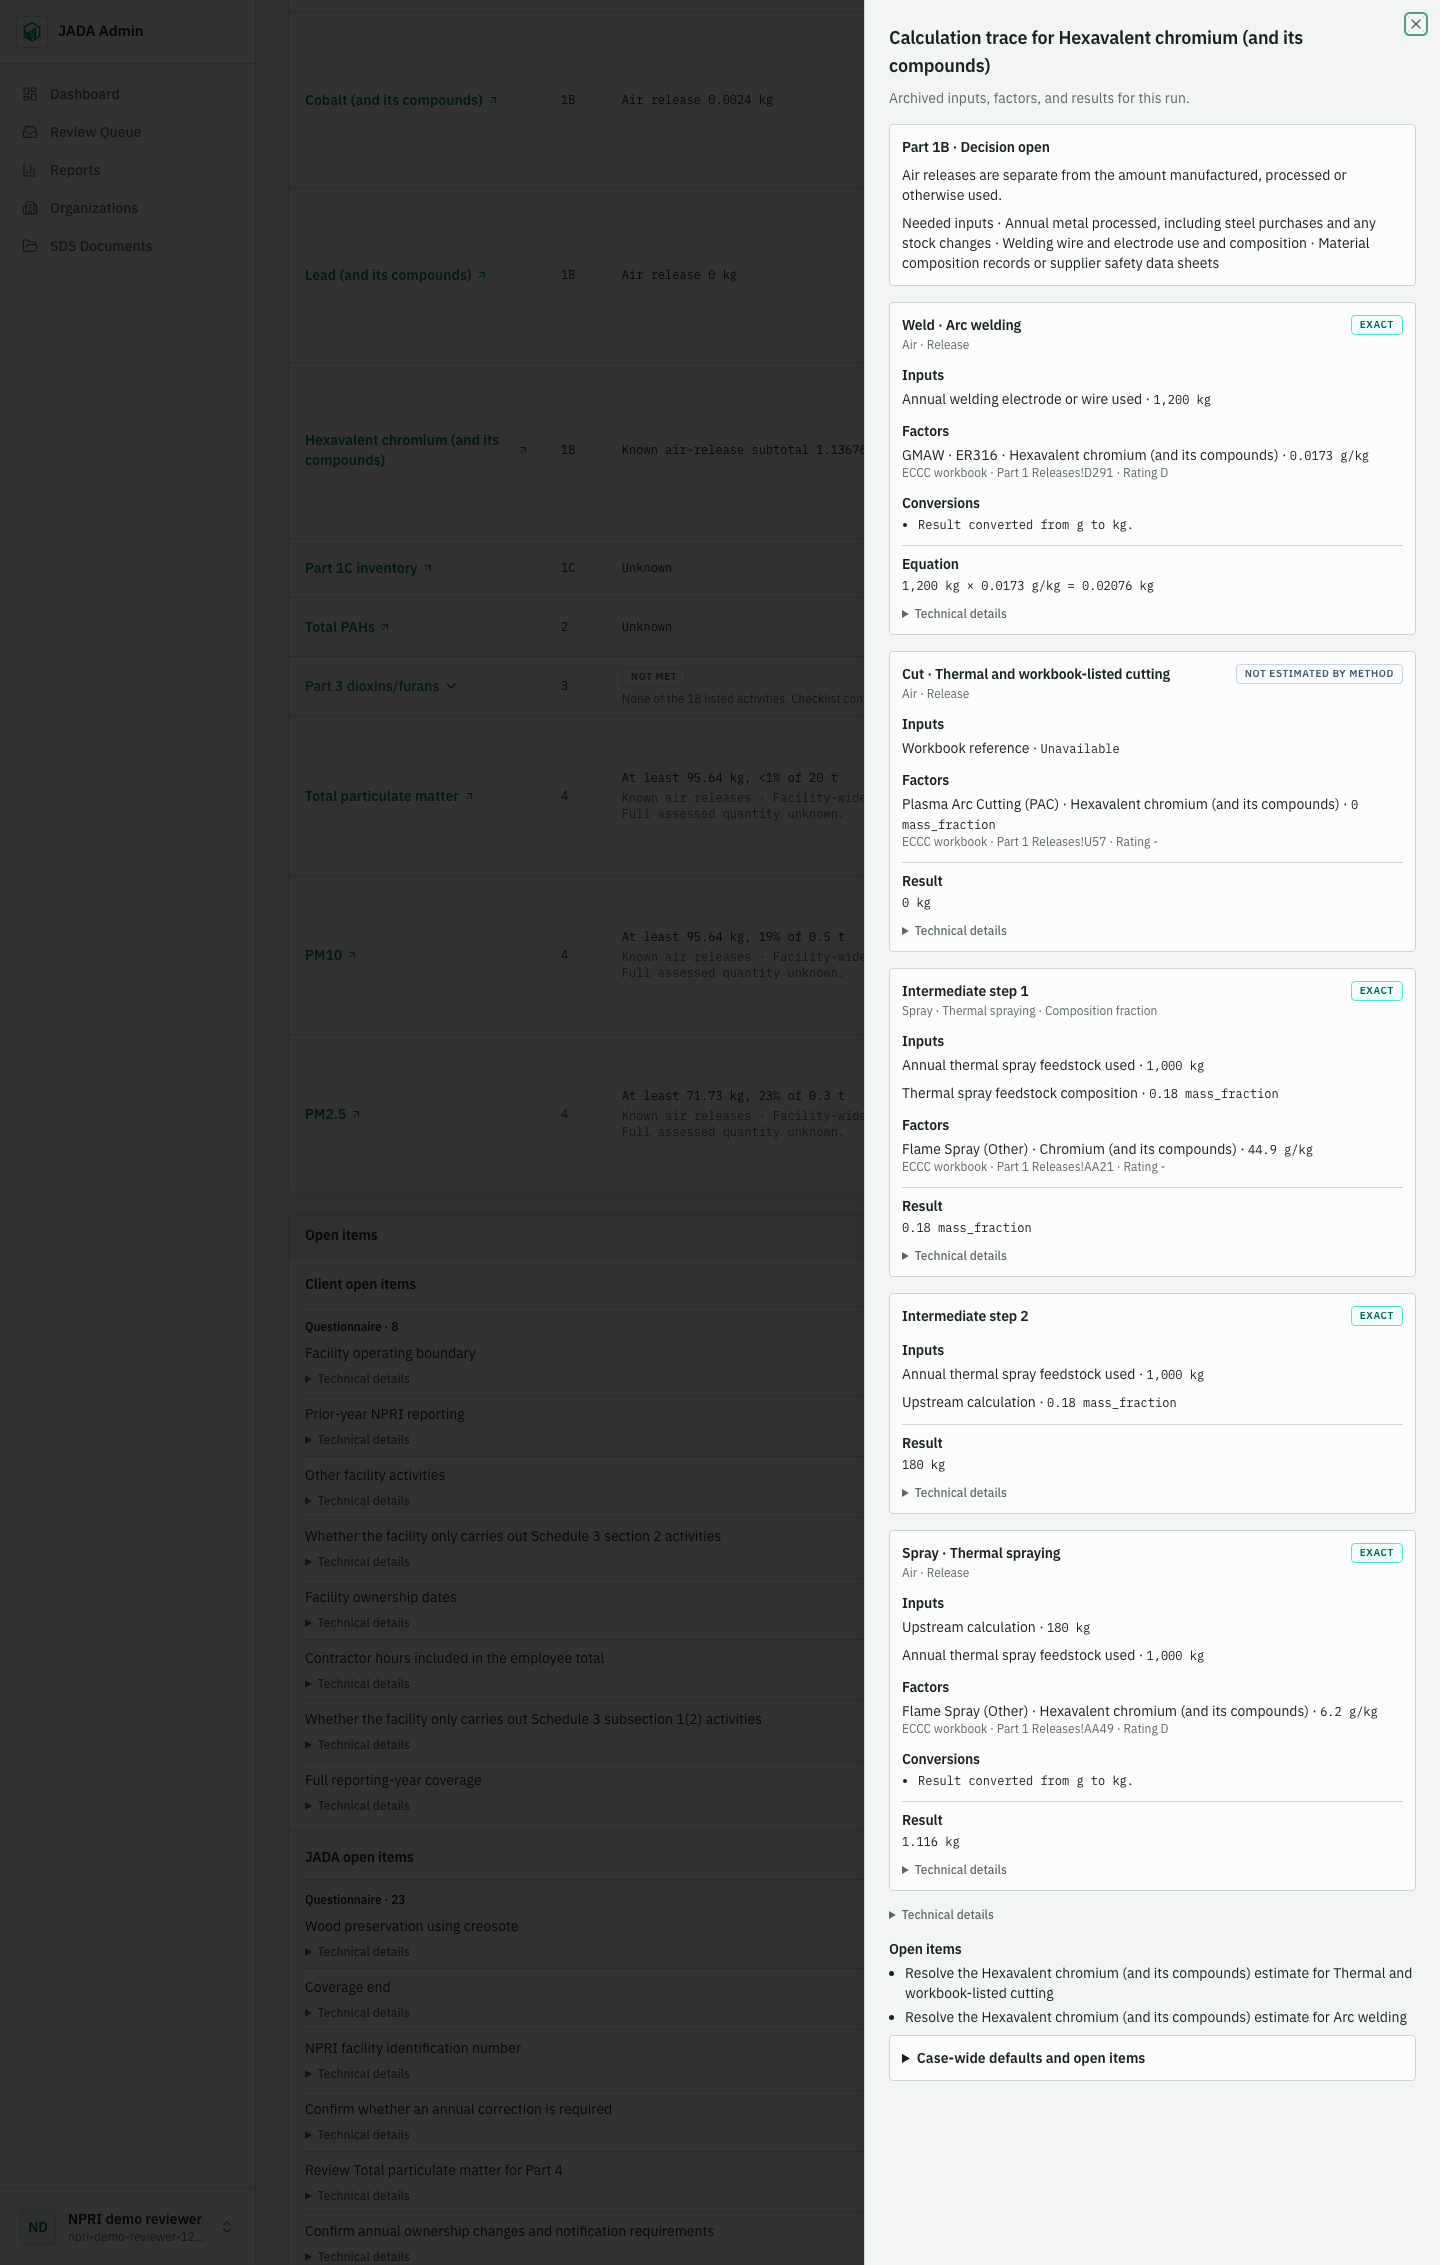 JADA Admin
Dashboard
Review Queue
Reports
Organizations
SDS Documents
Cobalt (and its compounds)
1B
Air release 0.0024 kg
Lead (and its compounds)
1B
Air release 0 kg
Hexavalent chromium (and its
compounds)
1B
Known air-release subtotal 1.13676
Part 1C inventory
1C
Unknown
Total PAHs
2
Unknown
Part 3 dioxins/furans
3
NOT MET
None of the 18 listed activities. Checklist con
Total particulate matter
4
At least 95.64 kg, <1% of 20 t
Known air releases · Facility-wide
Full assessed quantity unknown.
PM10
4
At least 95.64 kg, 19% of 0.5 t
Known air releases · Facility-wide
Full assessed quantity unknown.
PM2.5
4
At least 71.73 kg, 23% of 0.3 t
Known air releases · Facility-wide
Full assessed quantity unknown.
Open items
Client open items
Questionnaire · 8
Facility operating boundary
Technical details
Prior-year NPRI reporting
Technical details
Other facility activities
Technical details
Whether the facility only carries out Schedule 3 section 2 activities
Technical details
Facility ownership dates
Technical details
Contractor hours included in the employee total
Technical details
Whether the facility only carries out Schedule 3 subsection 1(2) activities
Technical details
Full reporting-year coverage
Technical details
JADA open items
Questionnaire · 23
Wood preservation using creosote
Technical details
Coverage end
Technical details
NPRI facility identification number
Technical details
Confirm whether an annual correction is required
Technical details
Review Total particulate matter for Part 4
Technical details
Confirm annual ownership changes and notification requirements
Technical details
ND
NPRI demo reviewer
npri-demo-reviewer-12...
Calculation trace for Hexavalent chromium (and its
compounds)
Archived inputs, factors, and results for this run.
Part 1B · Decision open
Air releases are separate from the amount manufactured, processed or
otherwise used.
Needed inputs · Annual metal processed, including steel purchases and any
stock changes · Welding wire and electrode use and composition · Material
composition records or supplier safety data sheets
Weld · Arc welding
EXACT
Air · Release
Inputs
Annual welding electrode or wire used · 1,200 kg
Factors
GMAW · ER316 · Hexavalent chromium (and its compounds) · 0.0173 g/kg
ECCC workbook · Part 1 Releases!D291 · Rating D
Conversions
• Result converted from g to kg.
Equation
1,200 kg × 0.0173 g/kg = 0.02076 kg
Technical details
Cut · Thermal and workbook-listed cutting
NOT ESTIMATED BY METHOD
Air · Release
Inputs
Workbook reference · Unavailable
Factors
Plasma Arc Cutting (PAC) · Hexavalent chromium (and its compounds) · 0
mass_fraction
ECCC workbook · Part 1 Releases!U57 · Rating -
Result
0 kg
Technical details
Intermediate step 1
EXACT
Spray · Thermal spraying · Composition fraction
Inputs
Annual thermal spray feedstock used · 1,000 kg
Thermal spray feedstock composition · 0.18 mass_fraction
Factors
Flame Spray (Other) · Chromium (and its compounds) · 44.9 g/kg
ECCC workbook · Part 1 Releases!AA21 · Rating -
Result
0.18 mass_fraction
Technical details
Intermediate step 2
EXACT
Inputs
Annual thermal spray feedstock used · 1,000 kg
Upstream calculation · 0.18 mass_fraction
Result
180 kg
Technical details
Spray · Thermal spraying
EXACT
Air · Release
Inputs
Upstream calculation · 180 kg
Annual thermal spray feedstock used · 1,000 kg
Factors
Flame Spray (Other) · Hexavalent chromium (and its compounds) · 6.2 g/kg
ECCC workbook · Part 1 Releases!AA49 · Rating D
Conversions
• Result converted from g to kg.
Result
1.116 kg
Technical details
Technical details
Open items
• Resolve the Hexavalent chromium (and its compounds) estimate for Thermal and
workbook-listed cutting
• Resolve the Hexavalent chromium (and its compounds) estimate for Arc welding
Case-wide defaults and open items